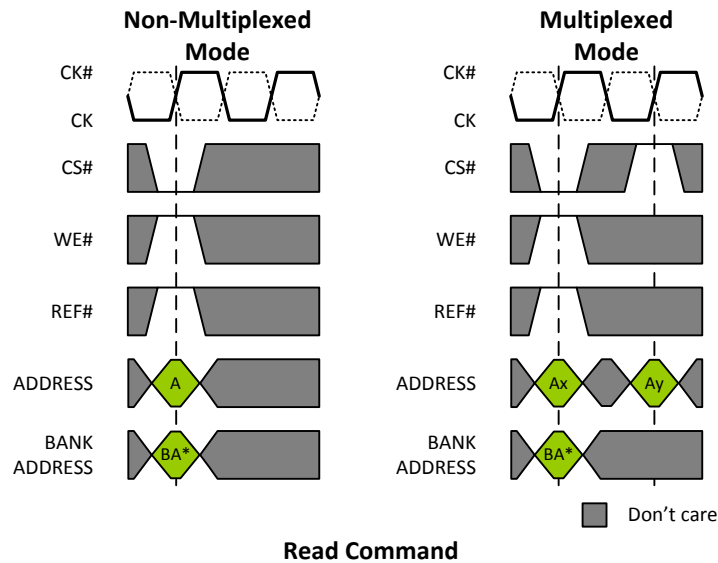 Non-Multiplexed
Mode
CK#
CK
CS#
WE#
REF#
ADDRESS
A
BANK
ADDRESS
BA*
Multiplexed
Mode
CK#
CK
CS#
WE#
REF#
ADDRESS
Ax
Ay
BANK
ADDRESS
BA*
Don’t care
Read Command